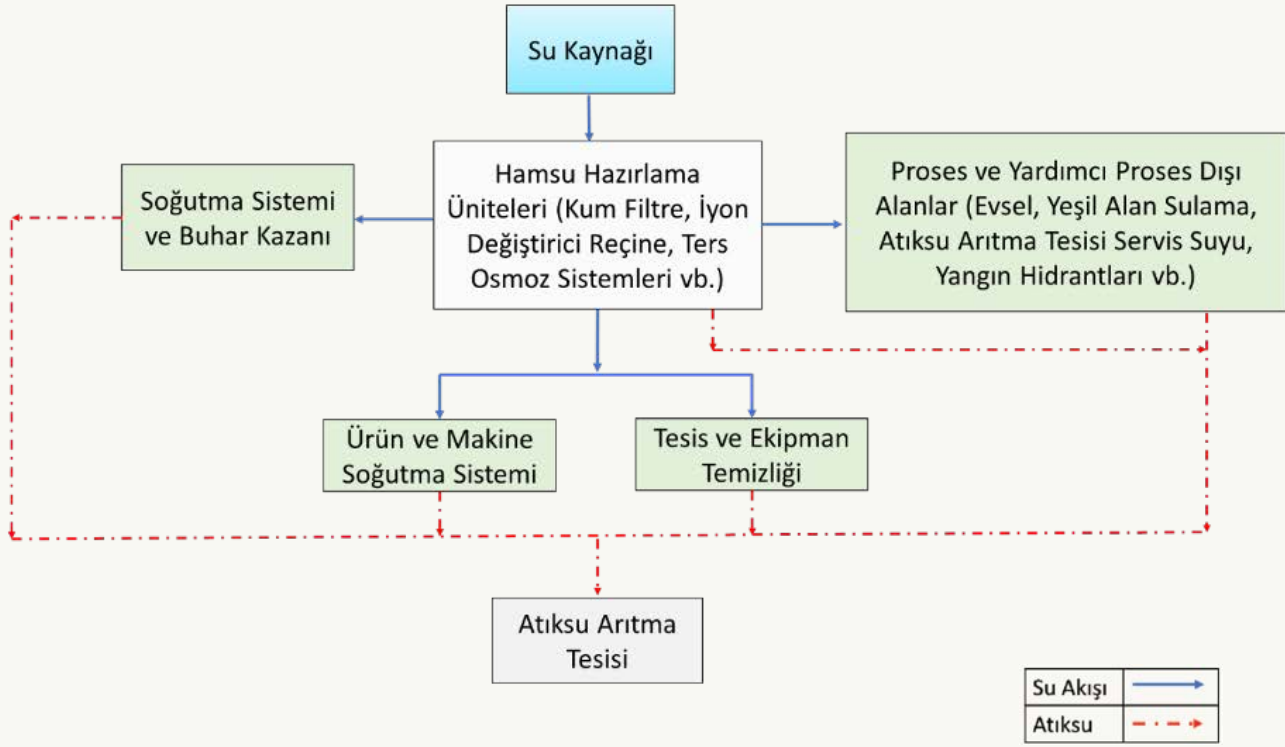 Su Kaynağı
Hamsu Hazırlama
Üniteleri (Kum Filtre, İyon
Değiştirici Reçine, Ters
Osmoz Sistemleri vb.)
Soğutma Sistemi
ve Buhar Kazanı
Proses ve Yardımcı Proses Dışı
Alanlar (Evsel, Yeşil Alan Sulama,
Atıksu Arıtma Tesisi Servis Suyu,
Yangın Hidrantları vb.)
Ürün ve Makine
Soğutma Sistemi
Tesis ve Ekipman
Temizliği
Atıksu Arıtma
Tesisi
Su Akışı
Atıksu